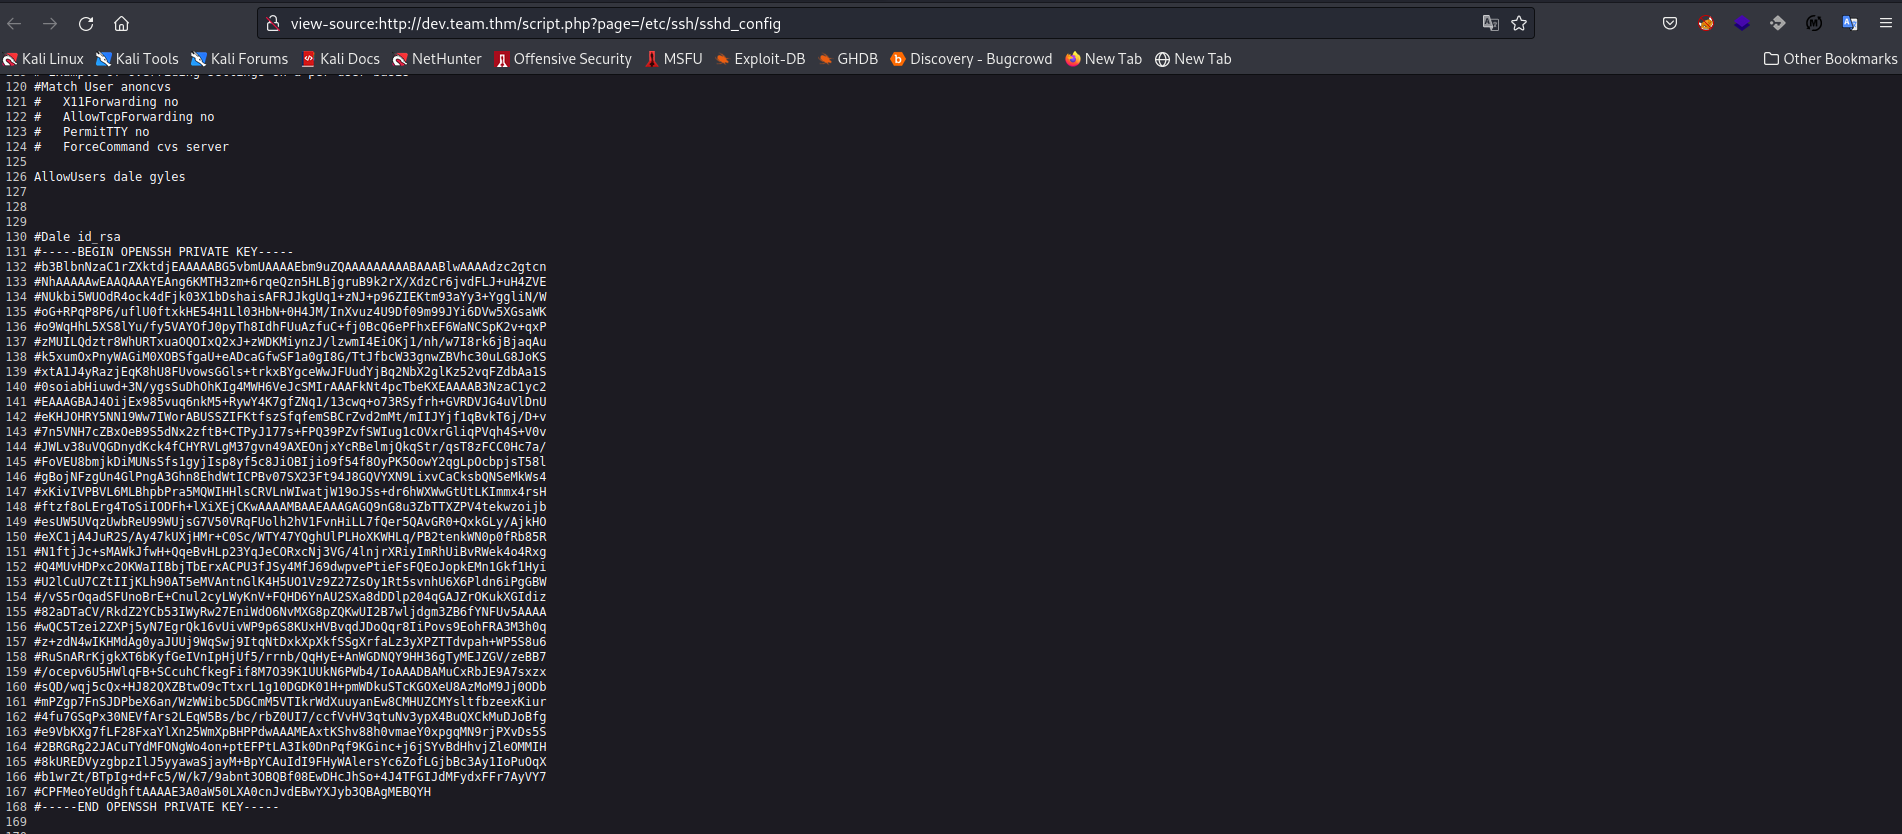 view-source:http://dev.team.thm/script.php?page=/etc/ssh/sshd_config
Kali Linux Kali Tools Kali Forums Kali Docs NetHunter Offensive Security MSFU Exploit-DB GHDB Discovery - Bugcrowd New Tab New Tab Other Bookmarks
120 #Match User anoncvs
121 #   X11Forwarding no
122 #   AllowTcpForwarding no
123 #   PermitTTY no
124 #   ForceCommand cvs server
125
126 AllowUsers dale gyles
127
128
129
130 #Dale id_rsa
131 #-----BEGIN OPENSSH PRIVATE KEY-----
132 #b3BlbnNzaC1rZXktdjEAAAAABG5vbmUAAAAEbm9uZQAAAAAAAAABAAABlwAAAAdzc2gtcn
133 #NhAAAAAwEAAQAAAYEAng6KMTH3zm+6rqeQzn5HLBjgruB9k2rX/XdzCr6jvdFLJ+uH4ZVE
134 #NUkbi5WUOdR4ock4dFjk03X1bDshaisAFRJJkgUq1+zNJ+p96ZIEKtm93aYy3+YggliN/W
135 #oG+RPqP8P6/uflU0ftxkHE54H1Ll03HbN+0H4JM/InXvuz4U9Df09m99JYi6DVw5XGsaWK
136 #o9WqHhL5XS8lYu/fy5VAYOfJ0pyTh8IdhFUuAzfuC+fj0BcQ6ePFhxEF6WaNCSpK2v+qxP
137 #zMUILQdztr8WhURTxuaOQOIxQ2xJ+zWDKMiynzJ/lzwmI4EiOKj1/nh/w7I8rk6jBjaqAu
138 #k5xumOxPnyWAGiM0XOBSfgaU+eADcaGfwSF1a0gI8G/TtJfbcW33gnwZBVhc30uLG8JoKS
139 #xtA1J4yRazjEqK8hU8FUvowsGGls+trkxBYgceWwJFUudYjBq2NbX2glKz52vqFZdbAa1S
140 #0soiabHiuwd+3N/ygsSuDhOhKIg4MWH6VeJcSMIrAAAFkNt4pcTbeKXEAAAAB3NzaC1yc2
141 #EAAAGBAJ4OijEx985vuq6nkM5+RywY4K7gfZNq1/13cwq+o73RSyfrh+GVRDVJG4uVlDnU
142 #eKHJOHRY5NN19Ww7IWorABUSSZIFKtfszSfqfemSBCrZvd2mMt/mIIJYjf1qBvkT6j/D+v
143 #7n5VNH7cZBxOeB9S5dNx2zftB+CTPyJ177s+FPQ39PZvfSWIug1cOVxrGliqPVqh4S+V0v
144 #JWLv38uVQGDnydKck4fCHYRVLgM37gvn49AXEOnjxYcRBelmjQkqStr/qsT8zFCC0Hc7a/
145 #FoVEU8bmjkDiMUNsSfs1gyjIsp8yf5c8JiOBIjio9f54f8OyPK5OowY2qgLpOcbpjsT58l
146 #gBojNFzgUn4GlPngA3Ghn8EhdWtICPBv07SX23Ft94J8GQVYXN9LixvCaCksbQNSeMkWs4
147 #xKivIVPBVL6MLBhpbPra5MQWIHHlsCRVLnWIwatjW19oJSs+dr6hWXWwGtUtLKImmx4rsH
148 #ftzf8oLErg4ToSiIODFh+lXiXEjCKwAAAAMBAAEAAAGAGQ9nG8u3ZbTTXZPV4tekwzoijb
149 #esUW5UVqzUwbReU99WUjsG7V50VRqFUolh2hV1FvnHiLL7fQer5QAvGR0+QxkGLy/AjkHO
150 #eXC1jA4JuR2S/Ay47kUXjHMr+C0Sc/WTY47YQghUlPLHoXKWHLq/PB2tenkWN0p0fRb85R
151 #N1ftjJc+sMAWkJfwH+QqeBvHLp23YqJeCORxcNj3VG/4lnjrXRiyImRhUiBvRWek4o4Rxg
152 #Q4MUvHDPxc2OKWaIIBbjTbErxACPU3fJSy4MfJ69dwpvePtieFsFQEoJopkEMn1Gkf1Hyi
153 #U2lCuU7CZtIIjKLh90AT5eMVAntnGlK4H5UO1Vz9Z27ZsOy1Rt5svnhU6X6Pldn6iPgGBW
154 #/vS5rOqadSFUnoBrE+Cnul2cyLWyKnV+FQHD6YnAU2SXa8dDDlp204qGAJZrOKukXGIdiz
155 #82aDTaCV/RkdZ2YCb53IWyRw27EniWdO6NvMXG8pZQKwUI2B7wljdgm3ZB6fYNFUv5AAAA
156 #wQC5Tzei2ZXPj5yN7EgrQk16vUivWP9p6S8KUxHVBvqdJDoQqr8IiPovs9EohFRA3M3h0q
157 #z+zdN4wIKHMdAg0yaJUUj9WqSwj9ItqNtDxkXpXkfSSgXrfaLz3yXPZTTdvpah+WP5S8u6
158 #RuSnARrKjgkXT6bKyfGeIVnIpHjUf5/rrnb/QqHyE+AnWGDNQY9HH36gTyMEJZGV/zeBB7
159 #/ocepv6U5HWlqFB+SCcuhCfkegFif8M7O39K1UUkN6PWb4/IoAAADBAMuCxRbJE9A7sxzx
160 #sQD/wqj5cQx+HJ82QXZBtwO9cTtxrL1g10DGDK01H+pmWDkuSTcKGOXeU8AzMoM9Jj0ODb
161 #mPZgp7FnSJDPbeX6an/WzWWibc5DGCmM5VTIkrWdXuuyanEw8CMHUZCMYsltfbzeexKiur
162 #4fu7GSqPx30NEVfArs2LEqW5Bs/bc/rbZ0UI7/ccfVvHV3qtuNv3ypX4BuQXCkMuDJoBfg
163 #e9VbKXg7fLF28FxaYlXn25WmXpBHPPdwAAAMEAxtKShv88h0vmaeY0xpgqMN9rjPXvDs5S
164 #2BRGRg22JACuTYdMFONgWo4on+ptEFPtLA3Ik0DnPqf9KGinc+j6jSYvBdHhvjZleOMMIH
165 #8kUREDVyzgbpzIlJ5yyawaSjayM+BpYCAuIdI9FHyWAlersYc6ZofLGjbBc3Ay1IoPuOqX
166 #b1wrZt/BTpIg+d+Fc5/W/k7/9abnt3OBQBf08EwDHcJhSo+4J4TFGIJdMFydxFFr7AyVY7
167 #CPFMeoYeUdghftAAAAE3A0aW50LXA0cnJvdEBwYXJyb3QBAgMEBQYH
168 #-----END OPENSSH PRIVATE KEY-----
169